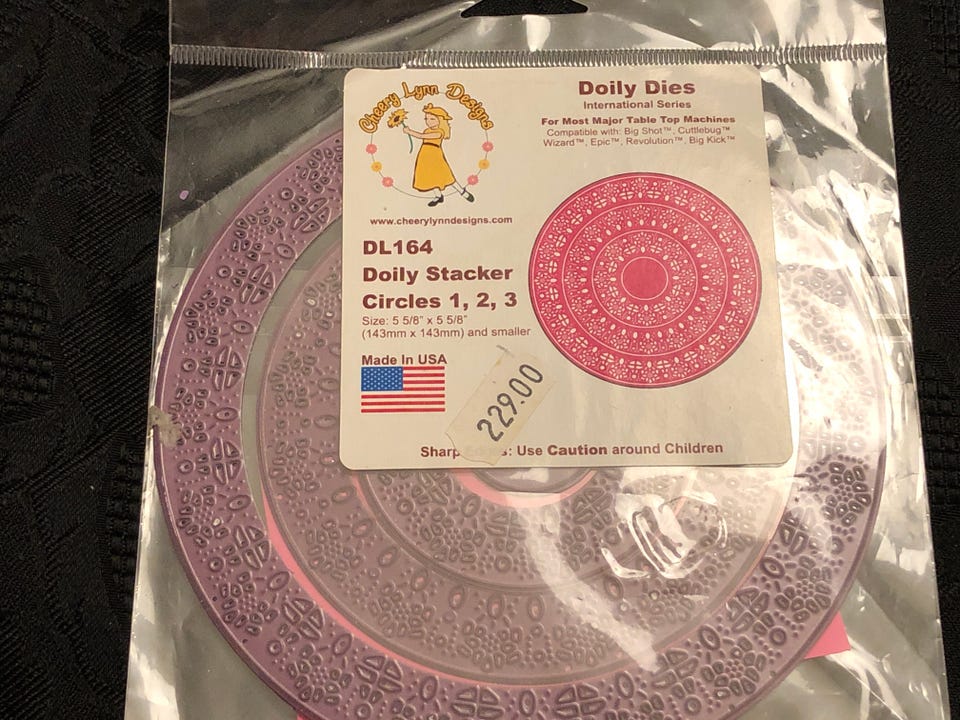 Cheery Lynn Designs
www.cheerylynndesigns.com
DL164
Doily Stacker
Circles 1, 2, 3
Size: 5 5/8" x 5 5/8"
(143mm x 143mm) and smaller
Made In USA
Doily Dies
International Series
For Most Major Table Top Machines
Compatible with: Big Shot™, Cuttlebug™
Wizard™, Epic™, Revolution™, Big Kick™
229.00
Sharp : Use Caution around Children